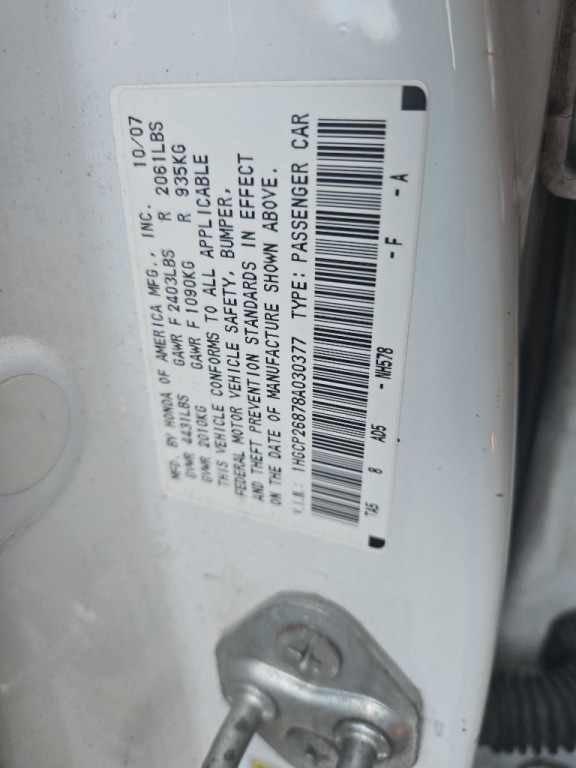 MFD. BY HONDA OF AMERICA MFG., INC. 10/07
GVWR 4431LBS GAWR F 2403LBS R 2061LBS
GVWR 2010KG GAWR F 1090KG R 935KG
THIS VEHICLE CONFORMS TO ALL APPLICABLE
FEDERAL MOTOR VEHICLE SAFETY, BUMPER,
AND THEFT PREVENTION STANDARDS IN EFFECT
ON THE DATE OF MANUFACTURE SHOWN ABOVE.
V.I.N.: 1HGCP26878A030377 TYPE: PASSENGER CAR
TA5 8 AD5 -NH578 -F -A